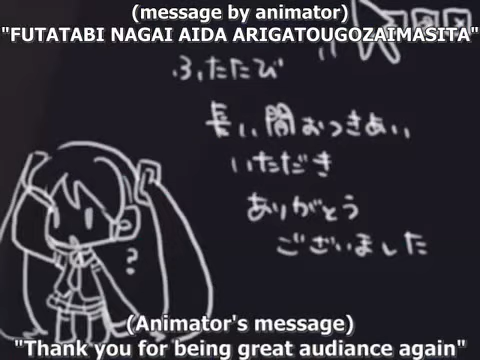 (message by animator)
"FUTATABI NAGAI AIDA ARIGATOUGOZAIMASITA"
ふたたび
長い間おつきあい
いただき
ありがとう
ございました
?
(Animator's message)
"Thank you for being great audiance again"